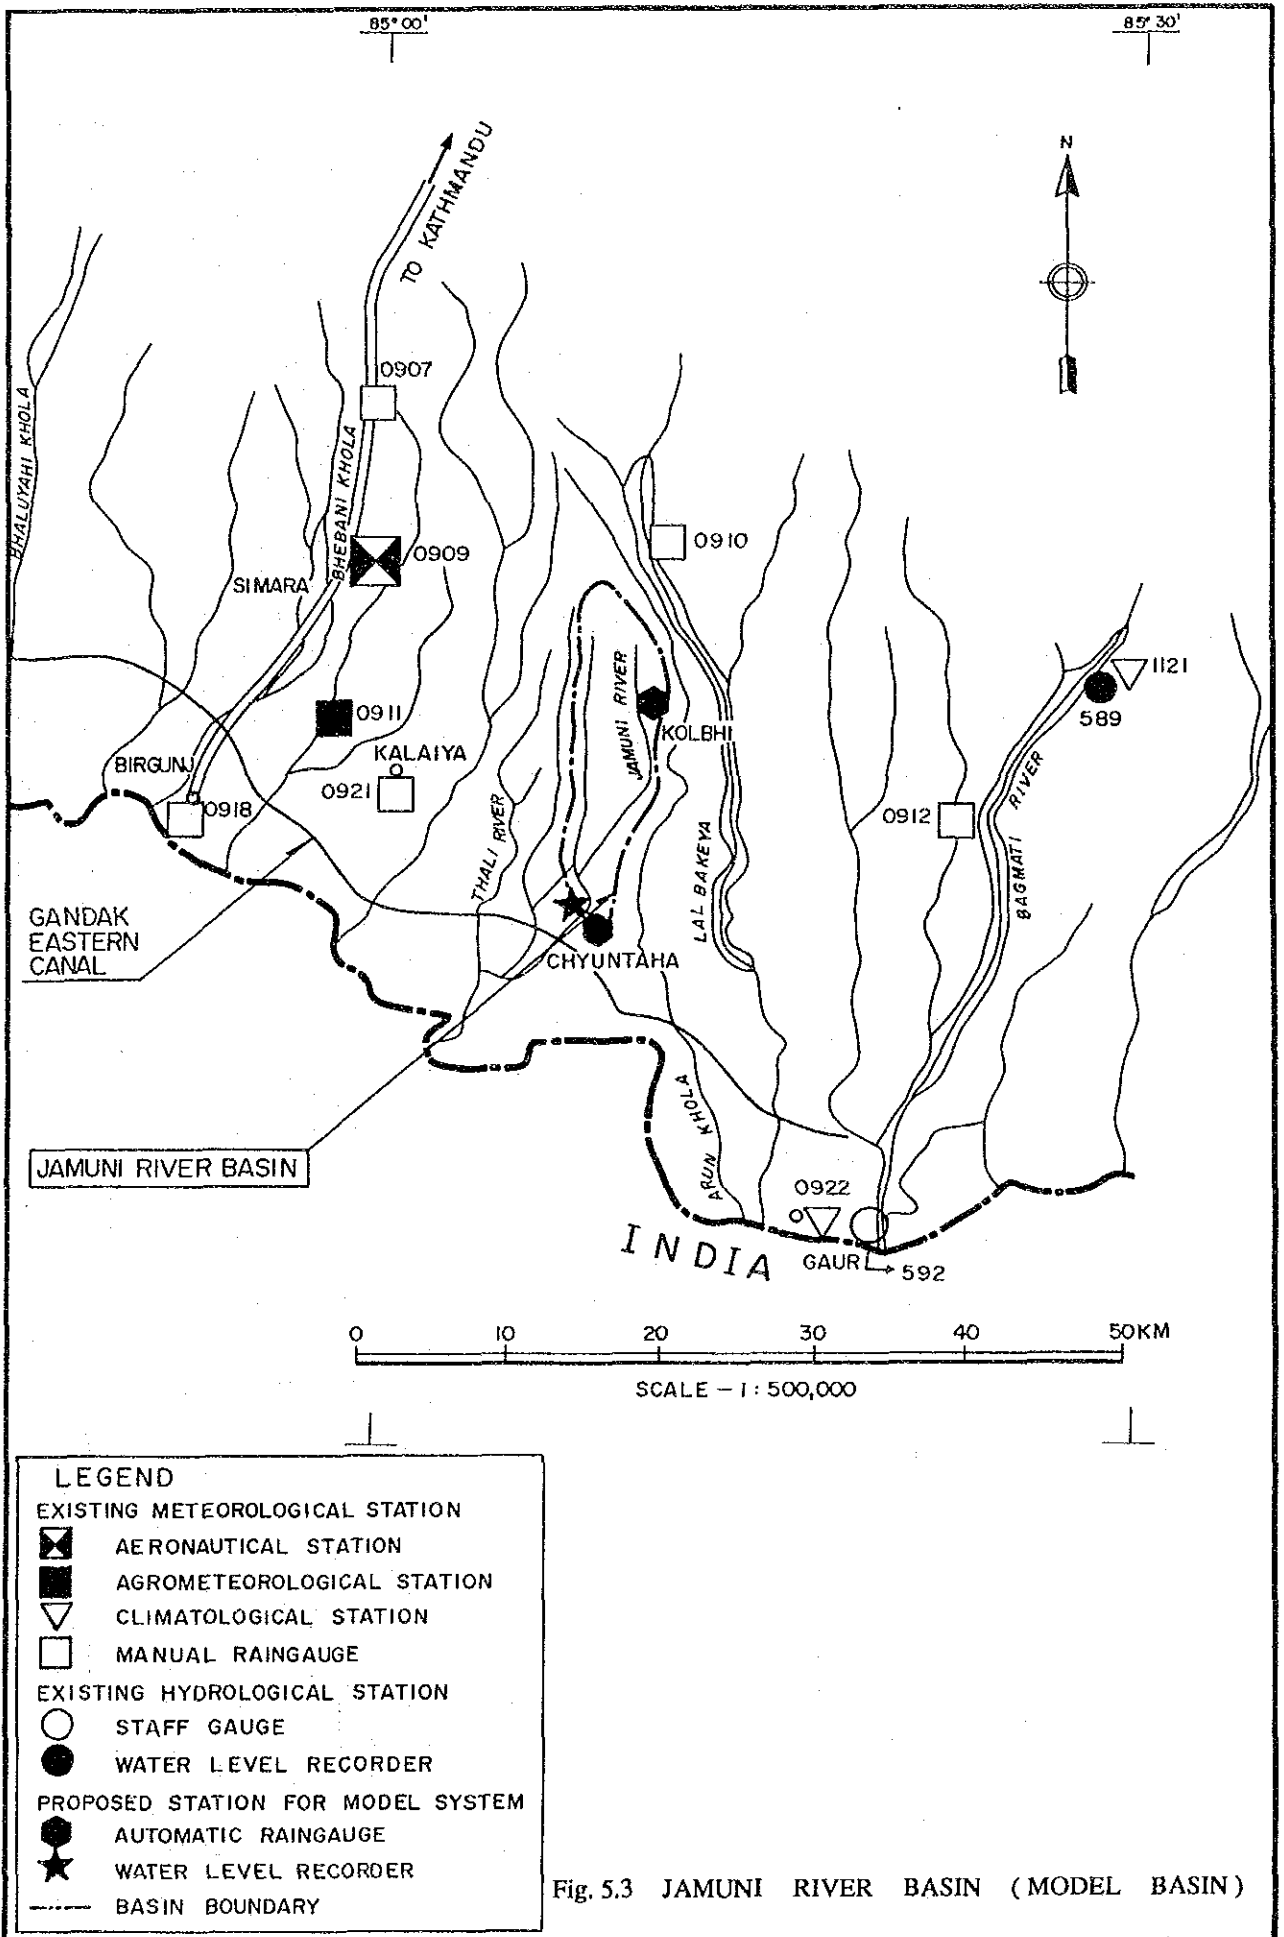 85° 00'
85° 30'
TO KATHMANDU
N
0907
BHALUYAHI KHOLA
BHEBANI KHOLA
0910
0909
SIMARA
1121
589
0911
JAMUNI RIVER
KOLBHI
KALAIYA
BIRGUNJ
0921
0918
THALI RIVER
0912
LAL BAKEYA
BAGMATI RIVER
GANDAK
EASTERN
CANAL
CHYUNTAHA
ARUN KHOLA
JAMUNI RIVER BASIN
0922
INDIA
GAUR
592
0 10 20 30 40 50KM
SCALE – 1 : 500,000
LEGEND
EXISTING METEOROLOGICAL STATION
AERONAUTICAL STATION
AGROMETEOROLOGICAL STATION
CLIMATOLOGICAL STATION
MANUAL RAINGAUGE
EXISTING HYDROLOGICAL STATION
STAFF GAUGE
WATER LEVEL RECORDER
PROPOSED STATION FOR MODEL SYSTEM
AUTOMATIC RAINGAUGE
WATER LEVEL RECORDER
BASIN BOUNDARY
Fig. 5.3 JAMUNI RIVER BASIN ( MODEL BASIN )